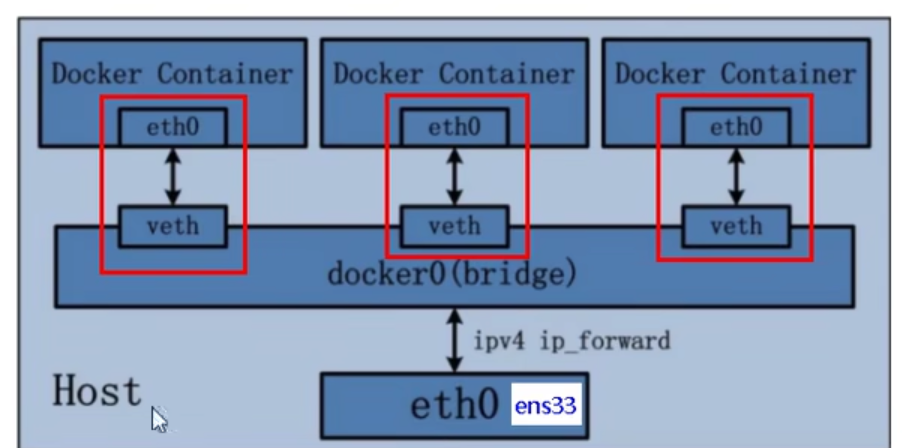 Docker Container
Docker Container
Docker Container
eth0
eth0
eth0
veth
veth
veth
docker0(bridge)
ipv4 ip_forward
Host
eth0 ens33